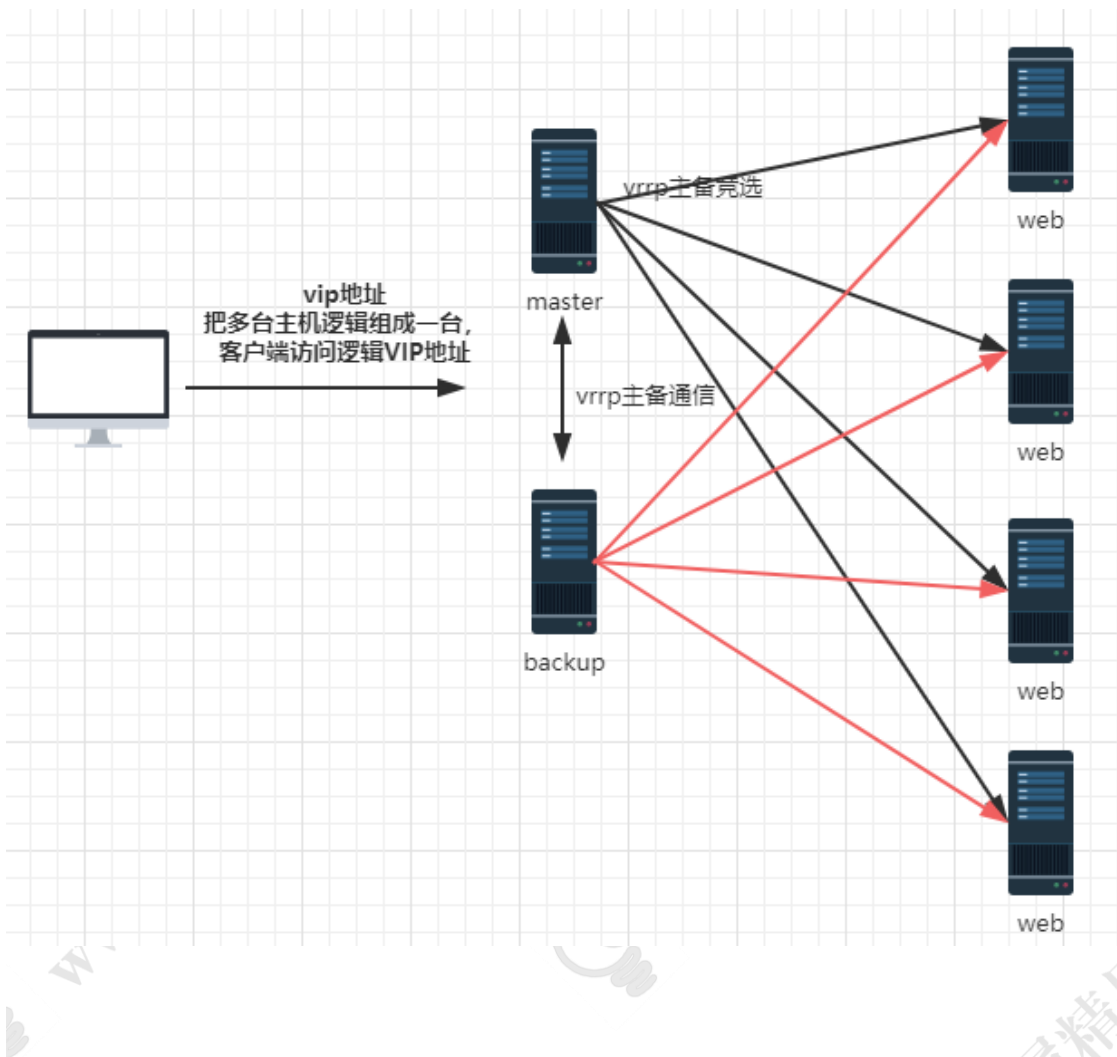 web
vrrp主备竞选
master
vip地址
把多台主机逻辑组成一台，
客户端访问逻辑VIP地址
web
vrrp主备通信
backup
web
web